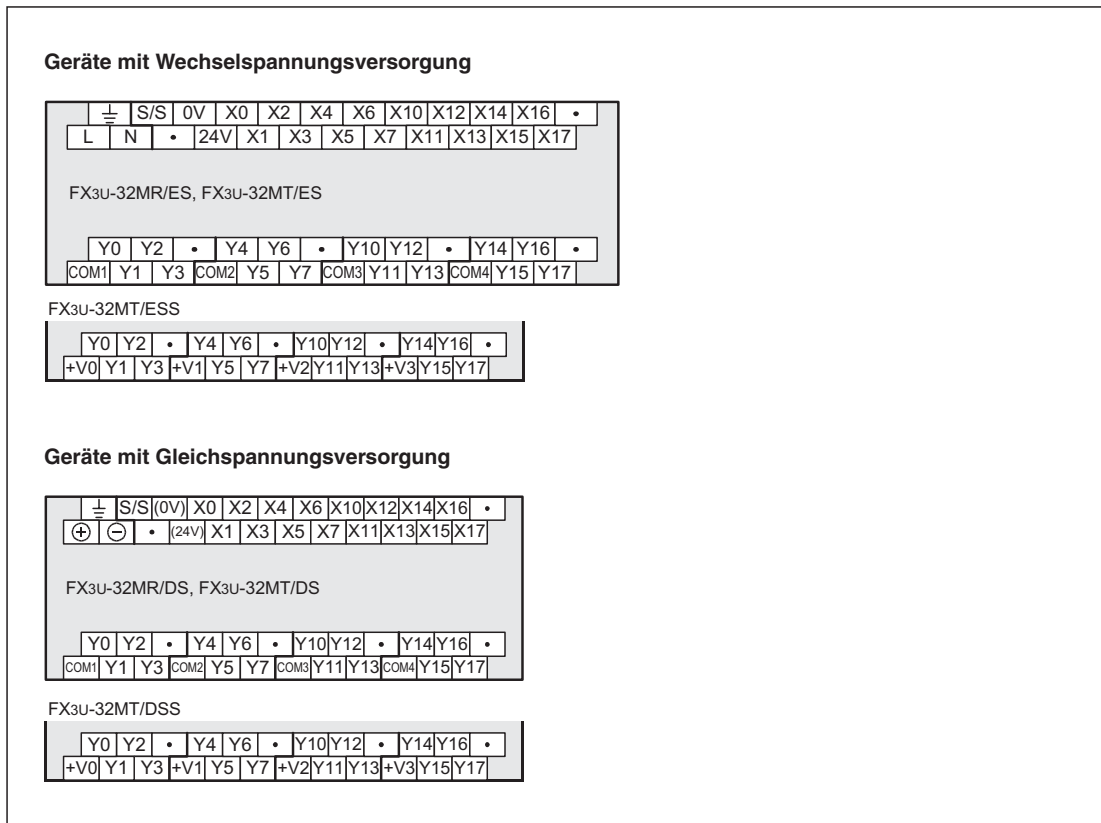 Geräte mit Wechselspannungsversorgung
⏚ S/S 0V X0 X2 X4 X6 X10 X12 X14 X16 •
L N • 24V X1 X3 X5 X7 X11 X13 X15 X17
FX3U-32MR/ES, FX3U-32MT/ES
Y0 Y2 • Y4 Y6 • Y10 Y12 • Y14 Y16 •
COM1 Y1 Y3 COM2 Y5 Y7 COM3 Y11 Y13 COM4 Y15 Y17
FX3U-32MT/ESS
Y0 Y2 • Y4 Y6 • Y10 Y12 • Y14 Y16 •
+V0 Y1 Y3 +V1 Y5 Y7 +V2 Y11 Y13 +V3 Y15 Y17
Geräte mit Gleichspannungsversorgung
⏚ S/S (0V) X0 X2 X4 X6 X10 X12 X14 X16 •
⊕ ⊖ • (24V) X1 X3 X5 X7 X11 X13 X15 X17
FX3U-32MR/DS, FX3U-32MT/DS
Y0 Y2 • Y4 Y6 • Y10 Y12 • Y14 Y16 •
COM1 Y1 Y3 COM2 Y5 Y7 COM3 Y11 Y13 COM4 Y15 Y17
FX3U-32MT/DSS
Y0 Y2 • Y4 Y6 • Y10 Y12 • Y14 Y16 •
+V0 Y1 Y3 +V1 Y5 Y7 +V2 Y11 Y13 +V3 Y15 Y17